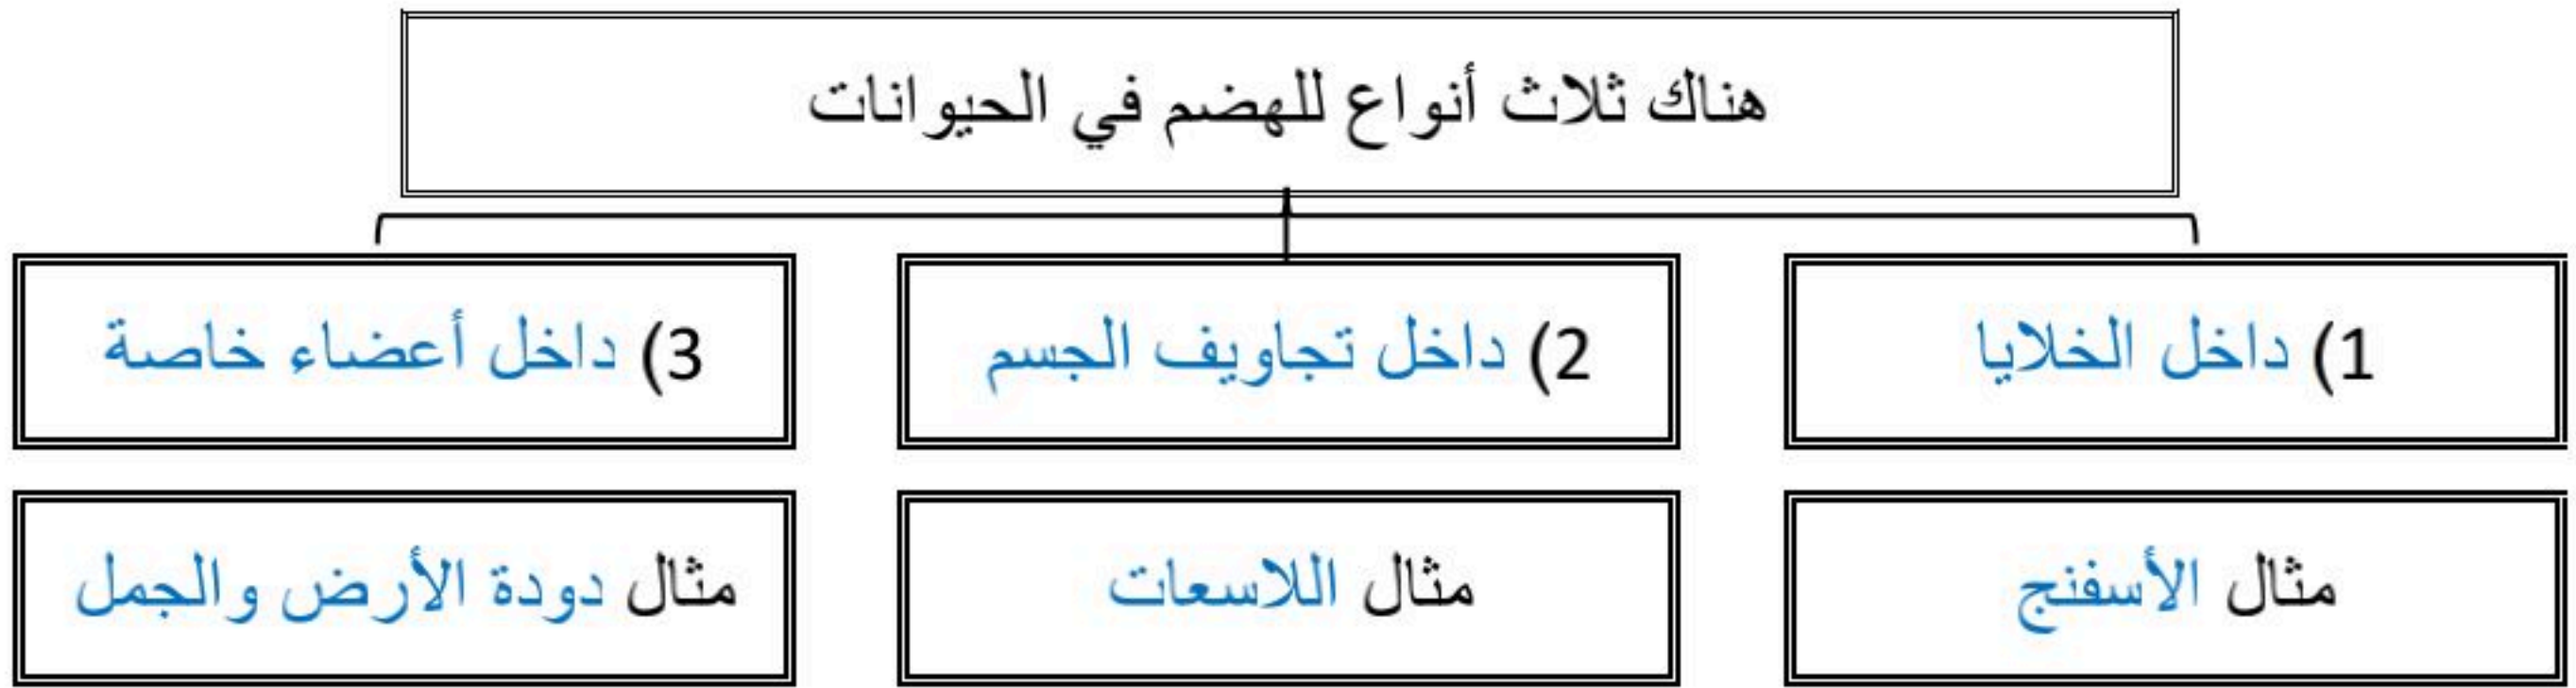 هناك ثلاث أنواع للهضم في الحيوانات
1) داخل الخلايا
2) داخل تجاويف الجسم
3) داخل أعضاء خاصة
مثال الأسفنج
مثال اللاسعات
مثال دودة الأرض والجمل